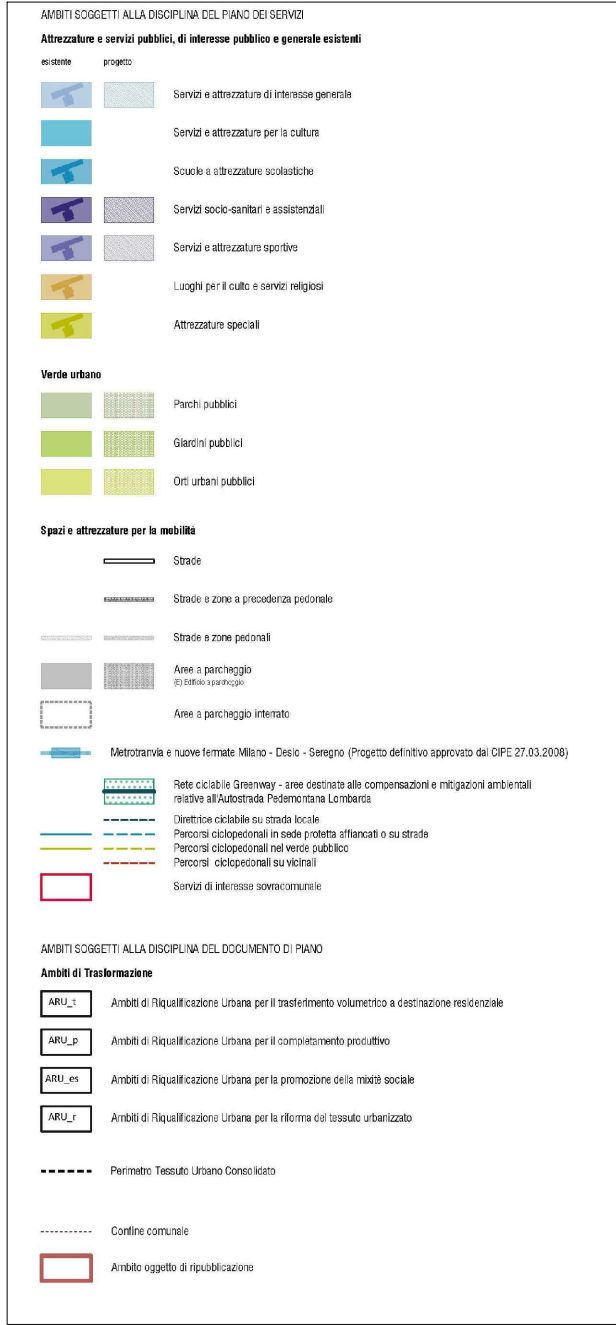 AMBITI SOGGETTI ALLA DISCIPLINA DEL PIANO DEI SERVIZI
Attrezzature e servizi pubblici, di interesse pubblico e generale esistenti
esistente progetto
Servizi e attrezzature di interesse generale
Servizi e attrezzature per la cultura
Scuole a attrezzature scolastiche
Servizi socio-sanitari e assistenziali
Servizi e attrezzature sportive
Luoghi per il culto e servizi religiosi
Attrezzature speciali
Verde urbano
Parchi pubblici
Giardini pubblici
Orti urbani pubblici
Spazi e attrezzature per la mobilità
Strade
Strade e zone a precedenza pedonale
Strade e zone pedonali
Aree a parcheggio
(E) Edificio a parcheggio
Aree a parcheggio interrato
Metrotranvia e nuove fermate Milano - Desio - Seregno (Progetto definitivo approvato dal CIPE 27.03.2008)
Rete ciclabile Greenway - aree destinate alle compensazioni e mitigazioni ambientali
relative all'Autostrada Pedemontana Lombarda
Direttrice ciclabile su strada locale
Percorsi ciclopedonali in sede protetta affiancati o su strade
Percorsi ciclopedonali nel verde pubblico
Percorsi ciclopedonali su vicinali
Servizi di interesse sovracomunale
AMBITI SOGGETTI ALLA DISCIPLINA DEL DOCUMENTO DI PIANO
Ambiti di Trasformazione
ARU_t Ambiti di Riqualificazione Urbana per il trasferimento volumetrico a destinazione residenziale
ARU_p Ambiti di Riqualificazione Urbana per il completamento produttivo
ARU_es Ambiti di Riqualificazione Urbana per la promozione della mixité sociale
ARU_r Ambiti di Riqualificazione Urbana per la riforma del tessuto urbanizzato
Perimetro Tessuto Urbano Consolidato
Confine comunale
Ambito oggetto di ripubblicazione